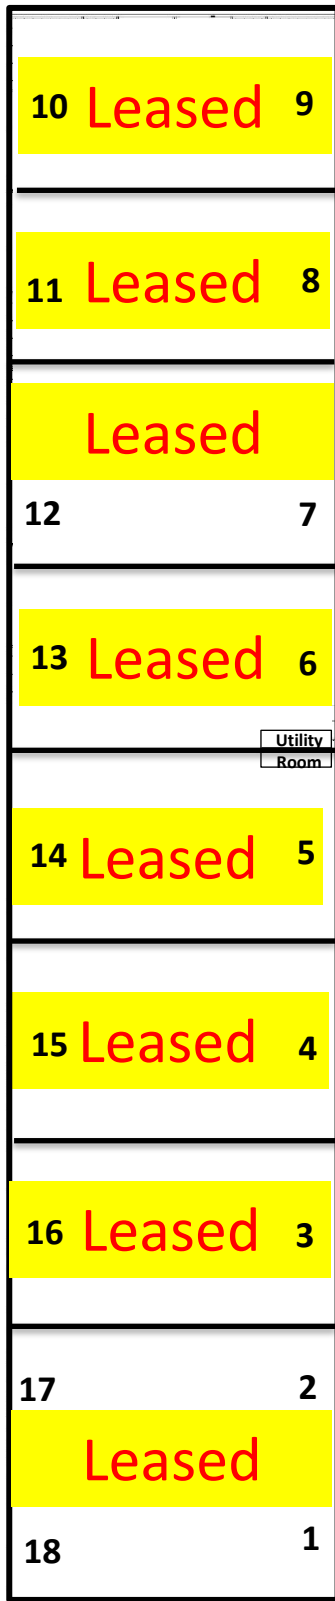 10 Leased 9
11 Leased 8
Leased
12 7
13 Leased 6
Utility
Room
14 Leased 5
15 Leased 4
16 Leased 3
17 2
Leased
18 1